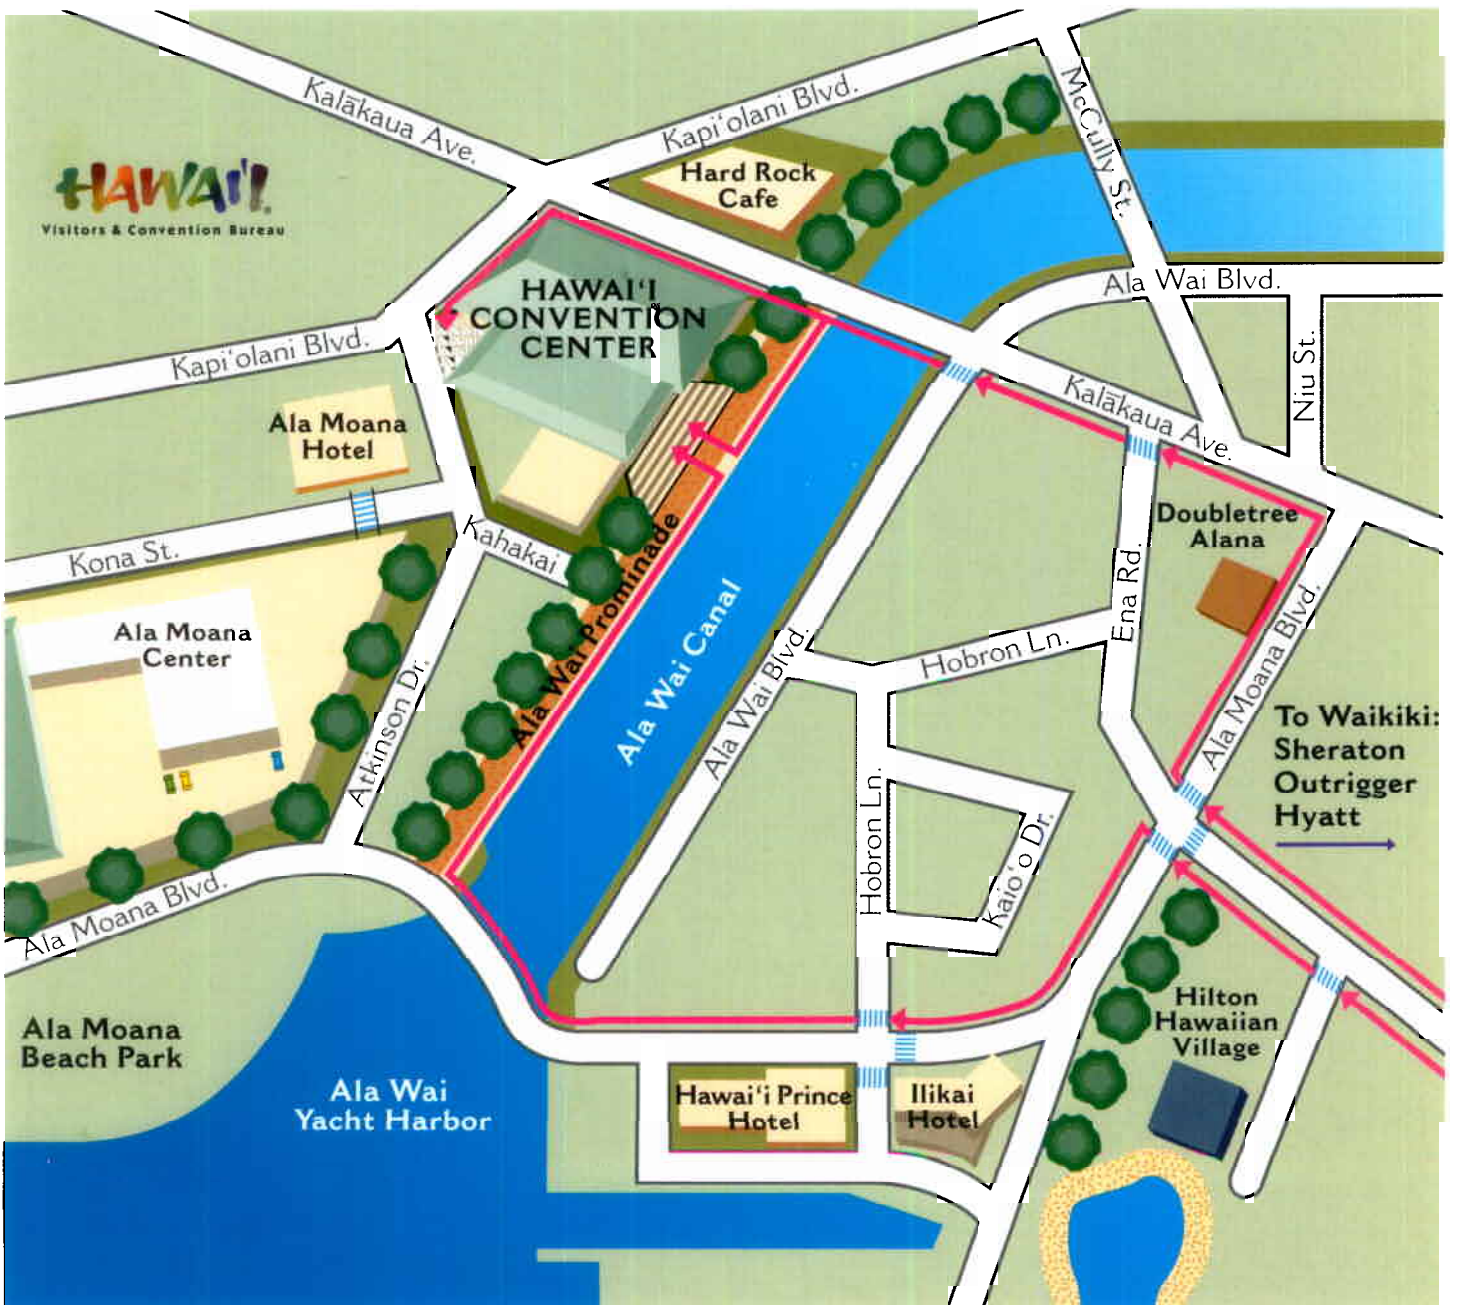 Kalākaua Ave.
Kapi'olani Blvd.
McCully St.
HAWAI'I
Visitors & Convention Bureau
Hard Rock
Cafe
Ala Wai Blvd.
HAWAI'I
CONVENTION
CENTER
Kapi'olani Blvd.
Niu St.
Kalākaua Ave.
Ala Moana
Hotel
Doubletree
Alana
Kona St.
Kahakai
Ena Rd.
Ala Moana
Center
Ala Wai Prominade
Ala Wai Canal
Hobron Ln.
Ala Moana Blvd.
Atkinson Dr.
Ala Wai Blvd.
To Waikiki:
Sheraton
Outrigger
Hyatt
Hobron Ln.
Kaio'o Dr.
Ala Moana Blvd.
Hilton
Hawaiian
Village
Ala Moana
Beach Park
Ala Wai
Yacht Harbor
Hawai'i Prince
Hotel
Ilikai
Hotel